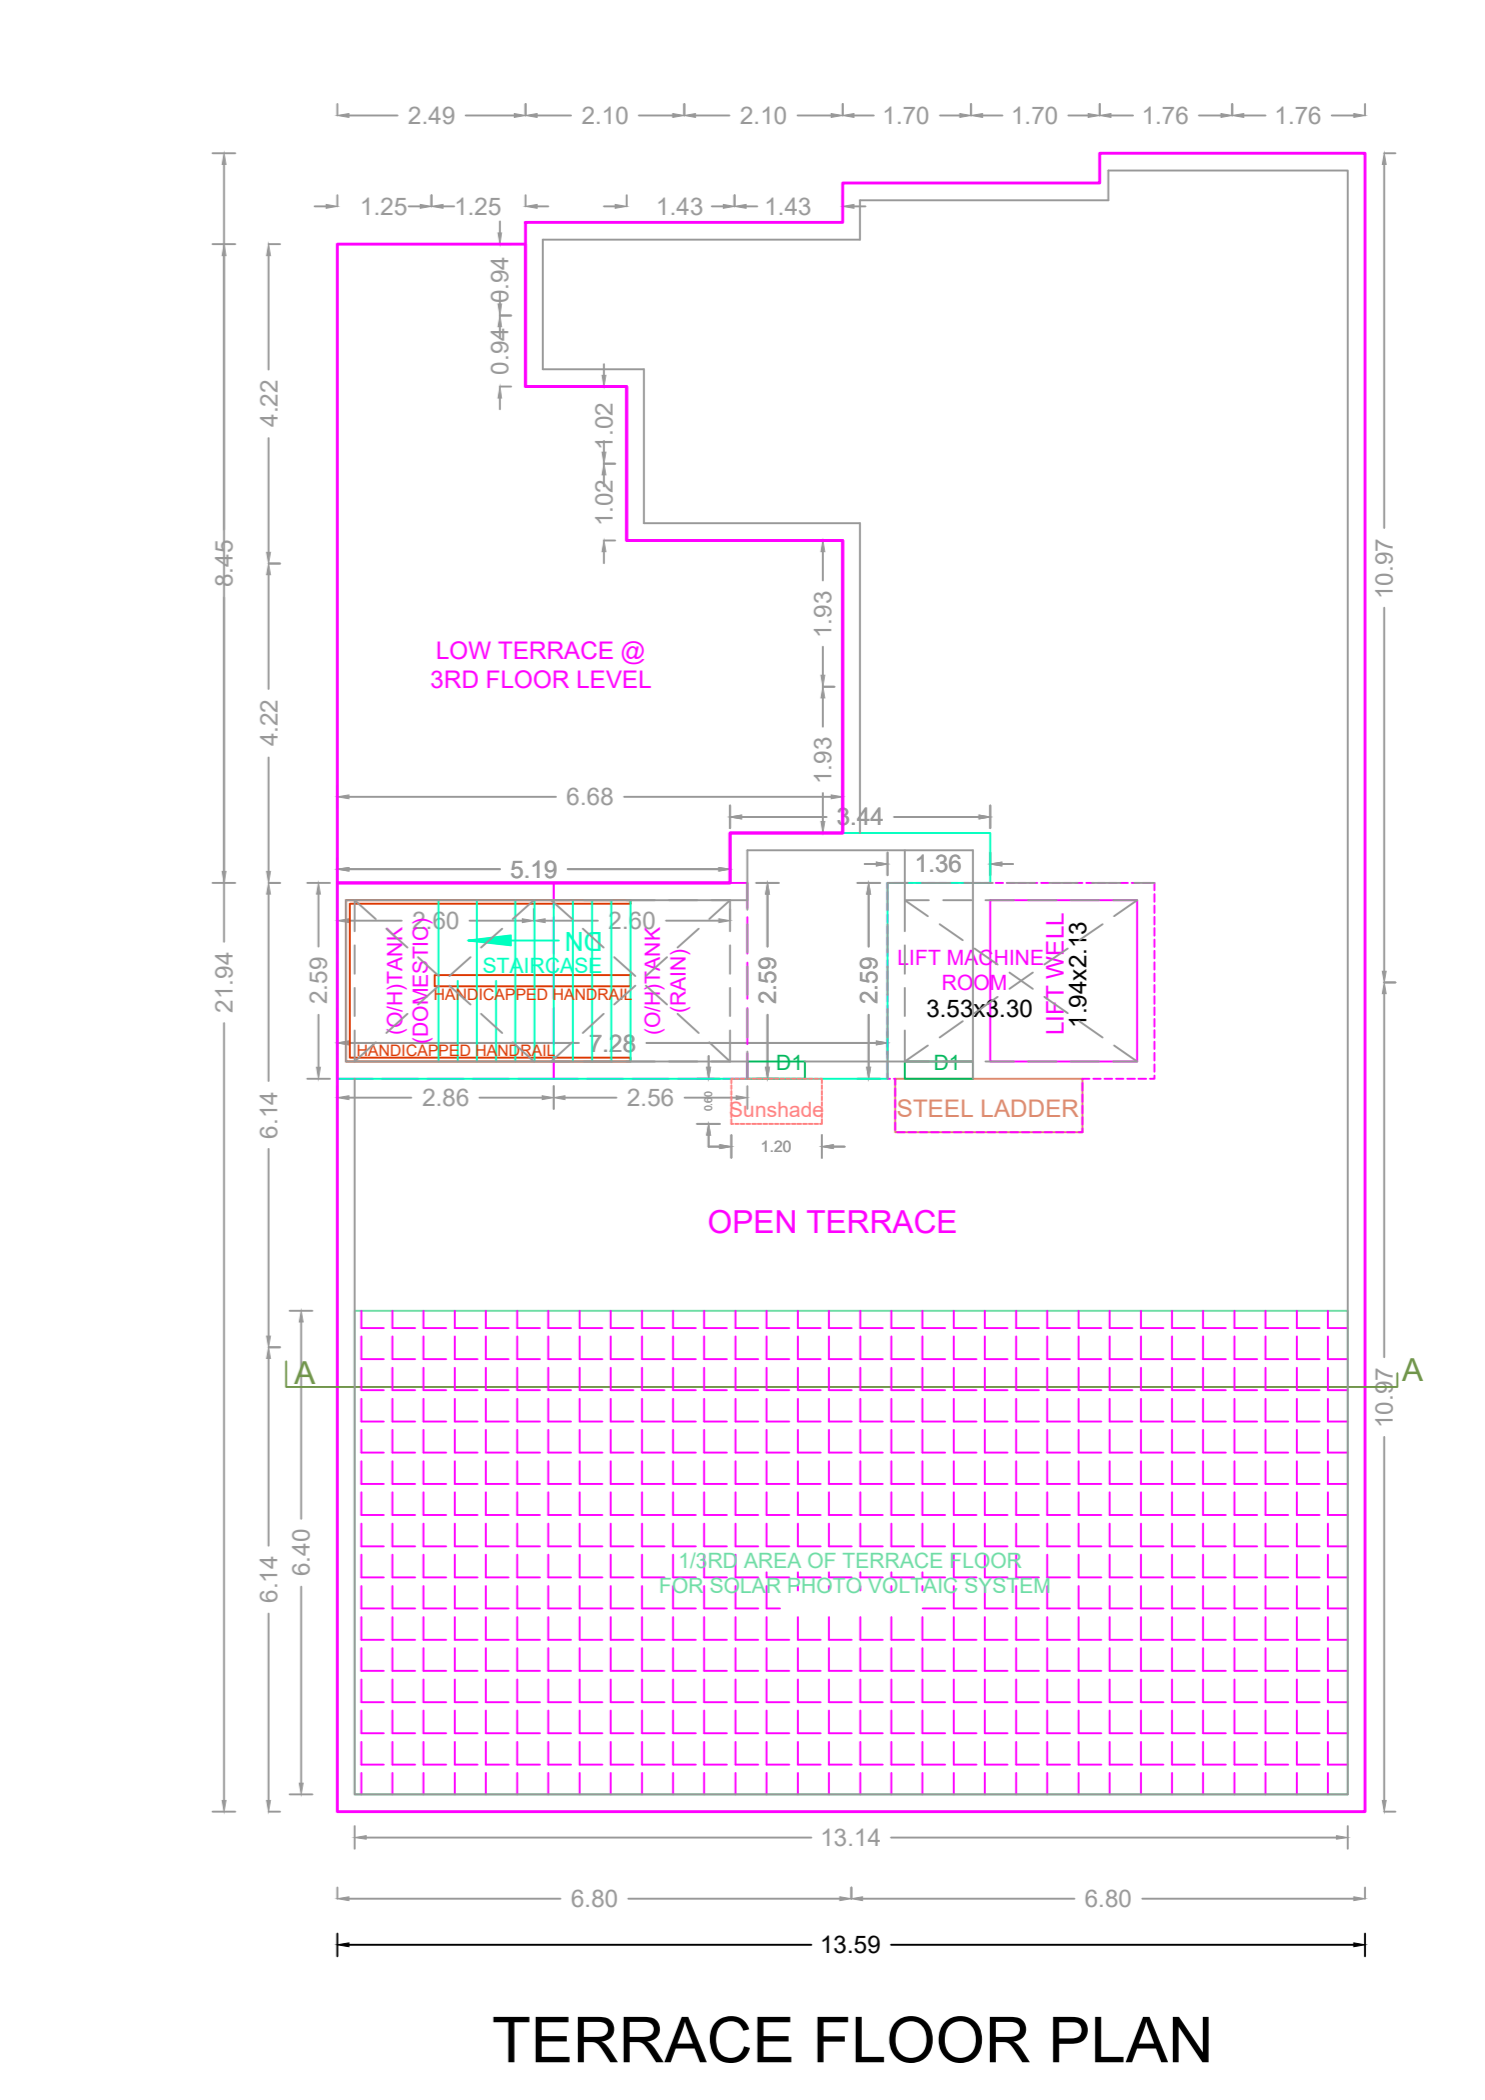 2.49
2.10
2.10
1.70
1.70
1.76
1.76
1.25
1.25
1.43
1.43
0.94
0.94
4.22
1.02
1.02
8.45
10.97
1.93
LOW TERRACE @
3RD FLOOR LEVEL
4.22
1.93
6.68
3.44
5.19
1.36
2.60
2.60
(O/H)TANK
(DOMESTIC)
DN
STAIRCASE
HANDICAPPED HANDRAIL
(O/H)TANK
(RAIN)
LIFT MACHINE
ROOM
3.53x3.30
LIFT WELL
1.94x2.13
21.94
2.59
2.59
2.59
7.28
HANDICAPPED HANDRAIL
D1
D1
2.86
2.56
0.60
Sunshade
STEEL LADDER
6.14
1.20
OPEN TERRACE
A
A
10.97
6.40
6.14
1/3RD AREA OF TERRACE FLOOR
FOR SOLAR PHOTO VOLTAIC SYSTEM
13.14
6.80
6.80
13.59
TERRACE FLOOR PLAN